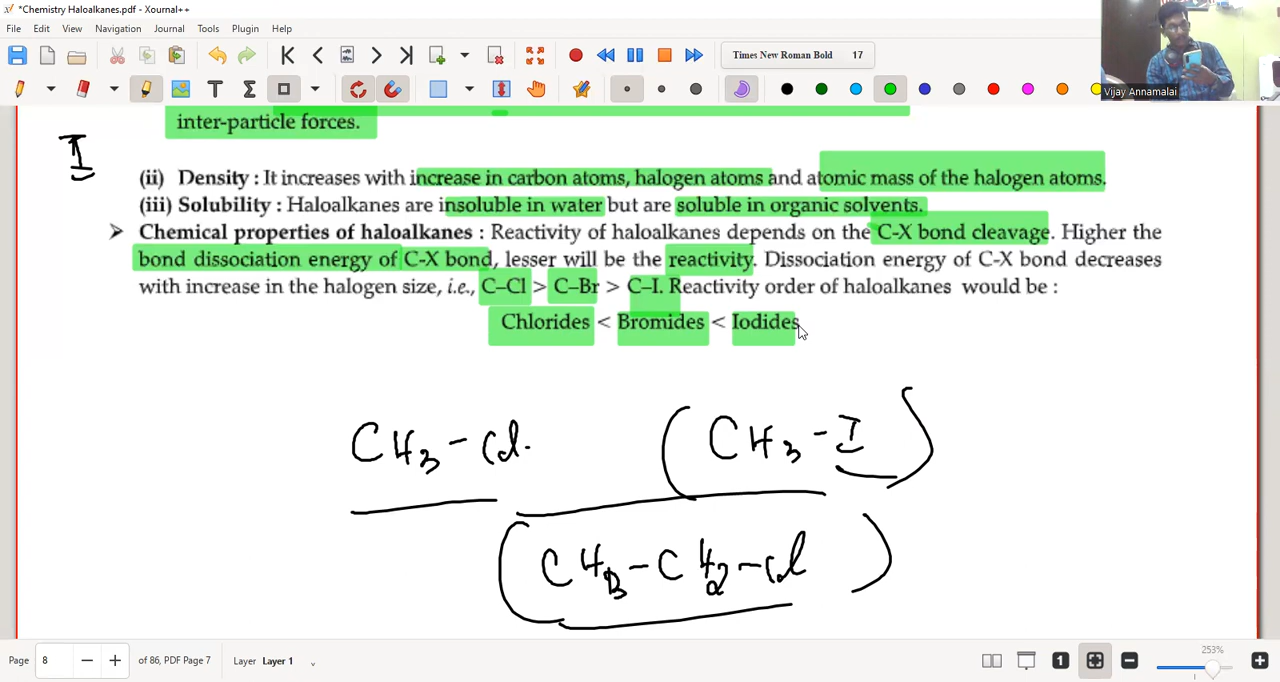 *Chemistry Haloalkanes.pdf - Xournal++
File Edit View Navigation Journal Tools Plugin Help
Times New Roman Bold 17
Vijay Annamalai
inter-particle forces.
I
(ii) Density : It increases with increase in carbon atoms, halogen atoms and atomic mass of the halogen atoms.
(iii) Solubility : Haloalkanes are insoluble in water but are soluble in organic solvents.
➤ Chemical properties of haloalkanes : Reactivity of haloalkanes depends on the C-X bond cleavage. Higher the
bond dissociation energy of C-X bond, lesser will be the reactivity. Dissociation energy of C-X bond decreases
with increase in the halogen size, i.e., C–Cl > C–Br > C–I. Reactivity order of haloalkanes would be :
Chlorides < Bromides < Iodides
CH3 - Cl. (CH3 - I)
(CH3 - CH2 - Cl)
Page 8 of 86, PDF Page 7 Layer Layer 1 1 253%